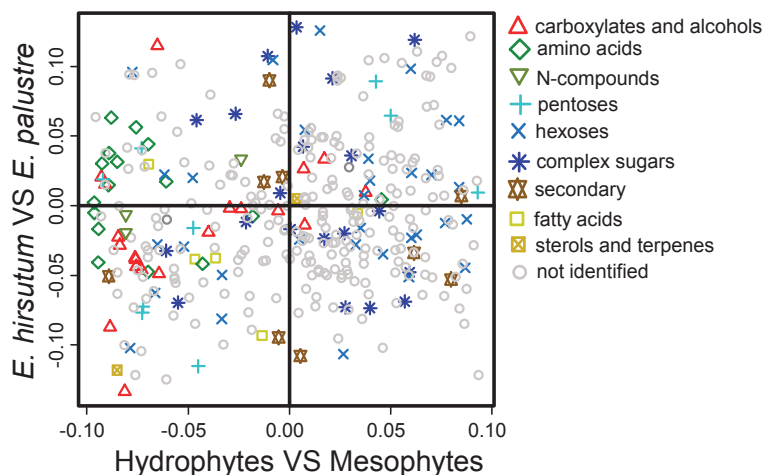 E. hirsutum VS E. palustre
0.10
0.05
0.00
-0.05
-0.10
-0.10
-0.05
0.00
0.05
0.10
Hydrophytes VS Mesophytes
carboxylates and alcohols
amino acids
N-compounds
pentoses
hexoses
complex sugars
secondary
fatty acids
sterols and terpenes
not identified